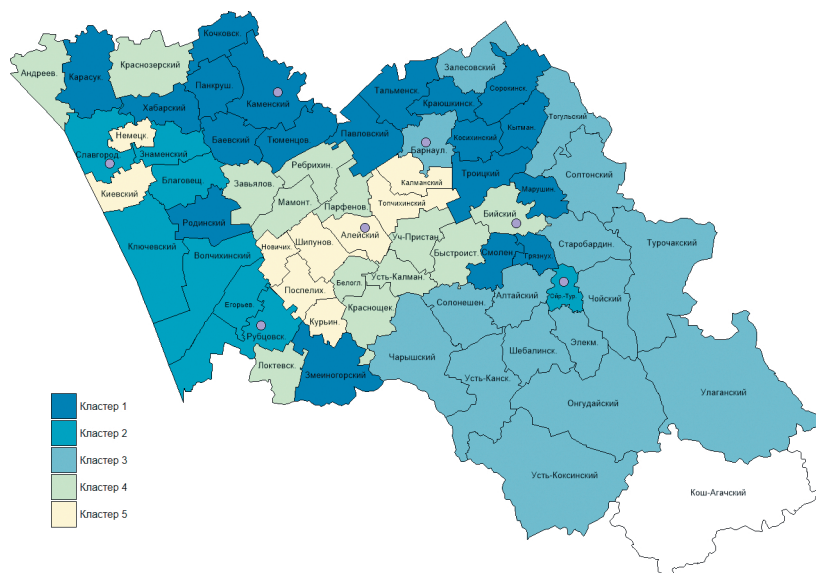 Кочковск.
Андреев.
Карасук.
Краснозерский
Панкруш.
Каменский
Хабарский
Баевский
Тюменцов.
Залесовский
Тальменск.
Краюшкинск.
Сорокинск.
Павловский
Барнаул.
Косихинский
Кытман.
Тогульский
Немецк.
Славгород.
Знаменский
Ребрихин.
Калманский
Троицкий
Солтонский
Киевский
Благовещ.
Завьялов.
Мамонт.
Парфенов.
Топчихинский
Марушин.
Родинский
Бийский
Ключевский
Волчихинский
Новичих.
Шипунов.
Алейский
Уч-Пристан.
Быстроист.
Смолен.
Грязнух.
Старобардин.
Турочакский
Поспелих.
Белогл.
Усть-Калман.
Егорьев.
Рубцовск.
Курьин.
Краснощек.
Солонешен.
Алтайский
Чойский
Локтевск.
Змеиногорский
Чарышский
Шебалинск.
Элекм.
Усть-Канск.
Онгудайский
Улаганский
Усть-Коксинский
Кош-Агачский
Кластер 1
Кластер 2
Кластер 3
Кластер 4
Кластер 5